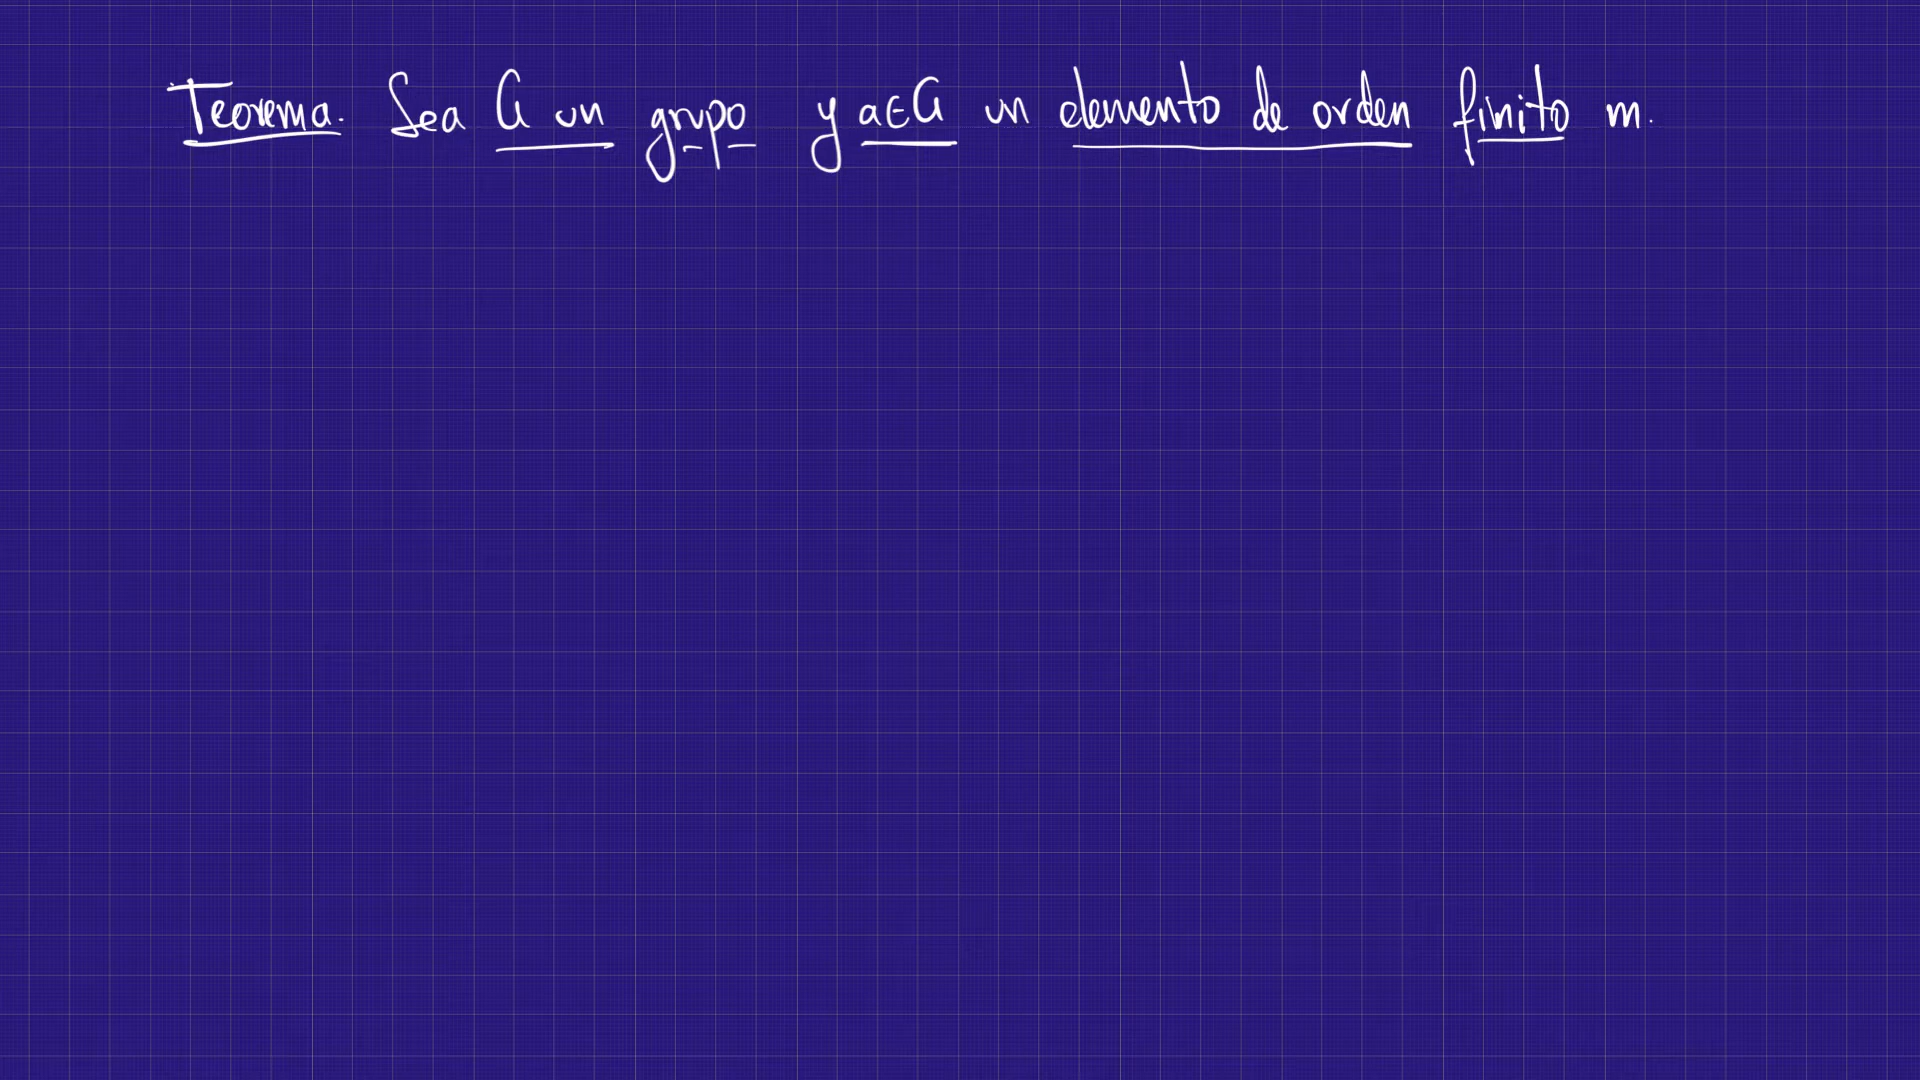 Teorema. Sea G un grupo y a∈G un elemento de orden finito m.